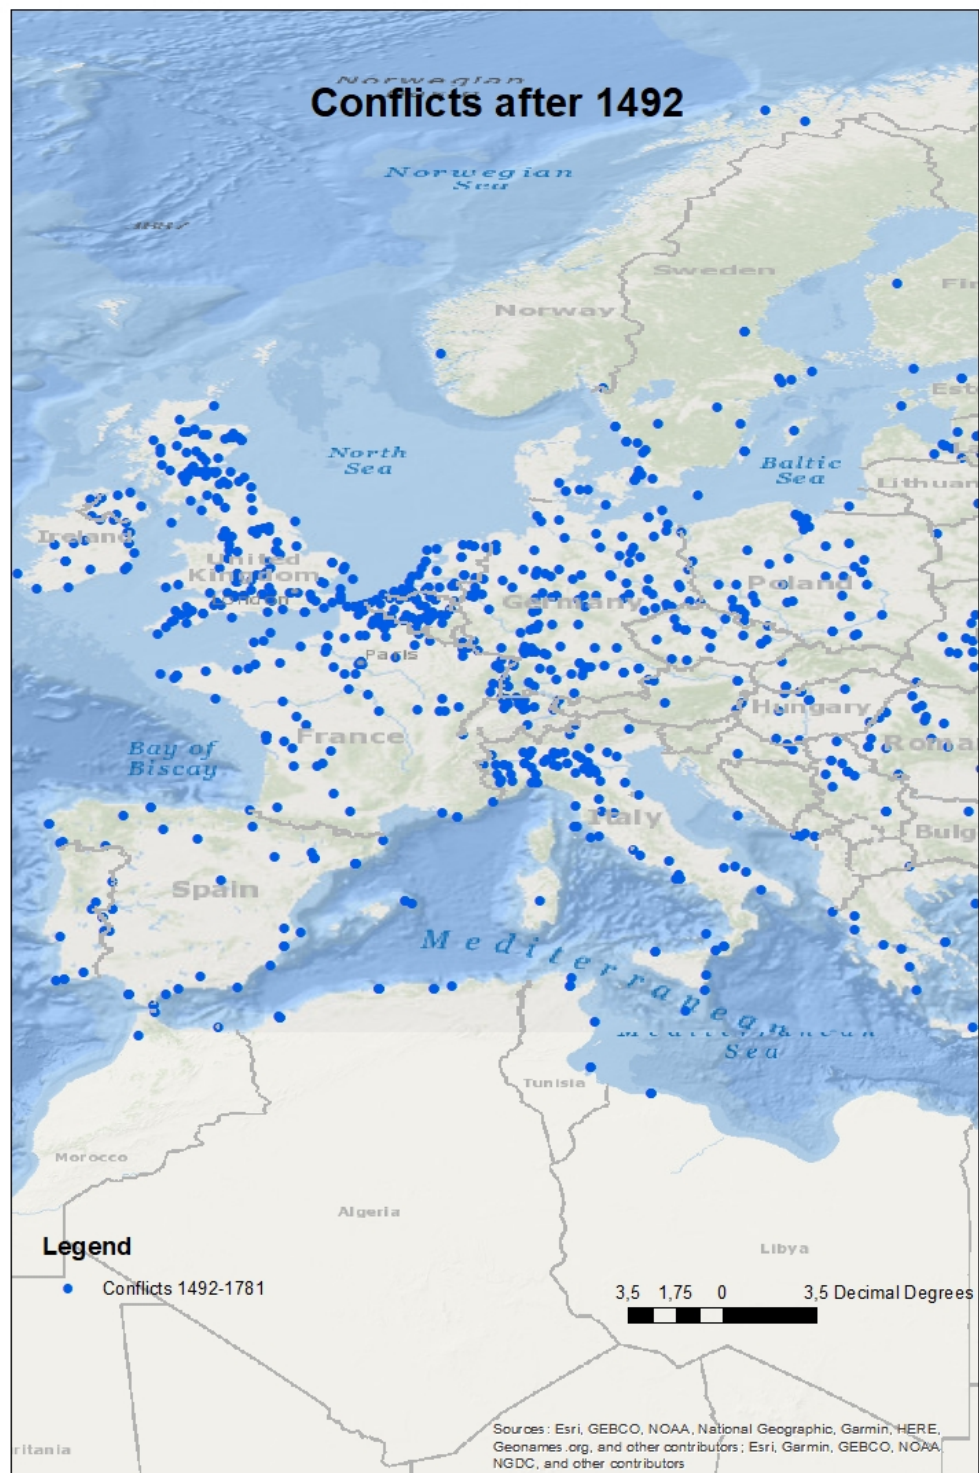 Norwegian
Conflicts after 1492
Norwegian
Sea
Sweden
Norway
Baltic
Sea
North
Sea
Lithuan
Ireland
United
Kingdom
London
Poland
Germany
Paris
Hungary
Roma
France
Bay of
Biscay
Italy
Bulg
Spain
Mediterranean
Mediterranean
Sea
Tunisia
Morocco
Algeria
Libya
Legend
Conflicts 1492-1781
3,5 1,75 0 3,5 Decimal Degrees
Sources: Esri, GEBCO, NOAA, National Geographic, Garmin, HERE,
Geonames.org, and other contributors; Esri, Garmin, GEBCO, NOAA
NGDC, and other contributors
ritania